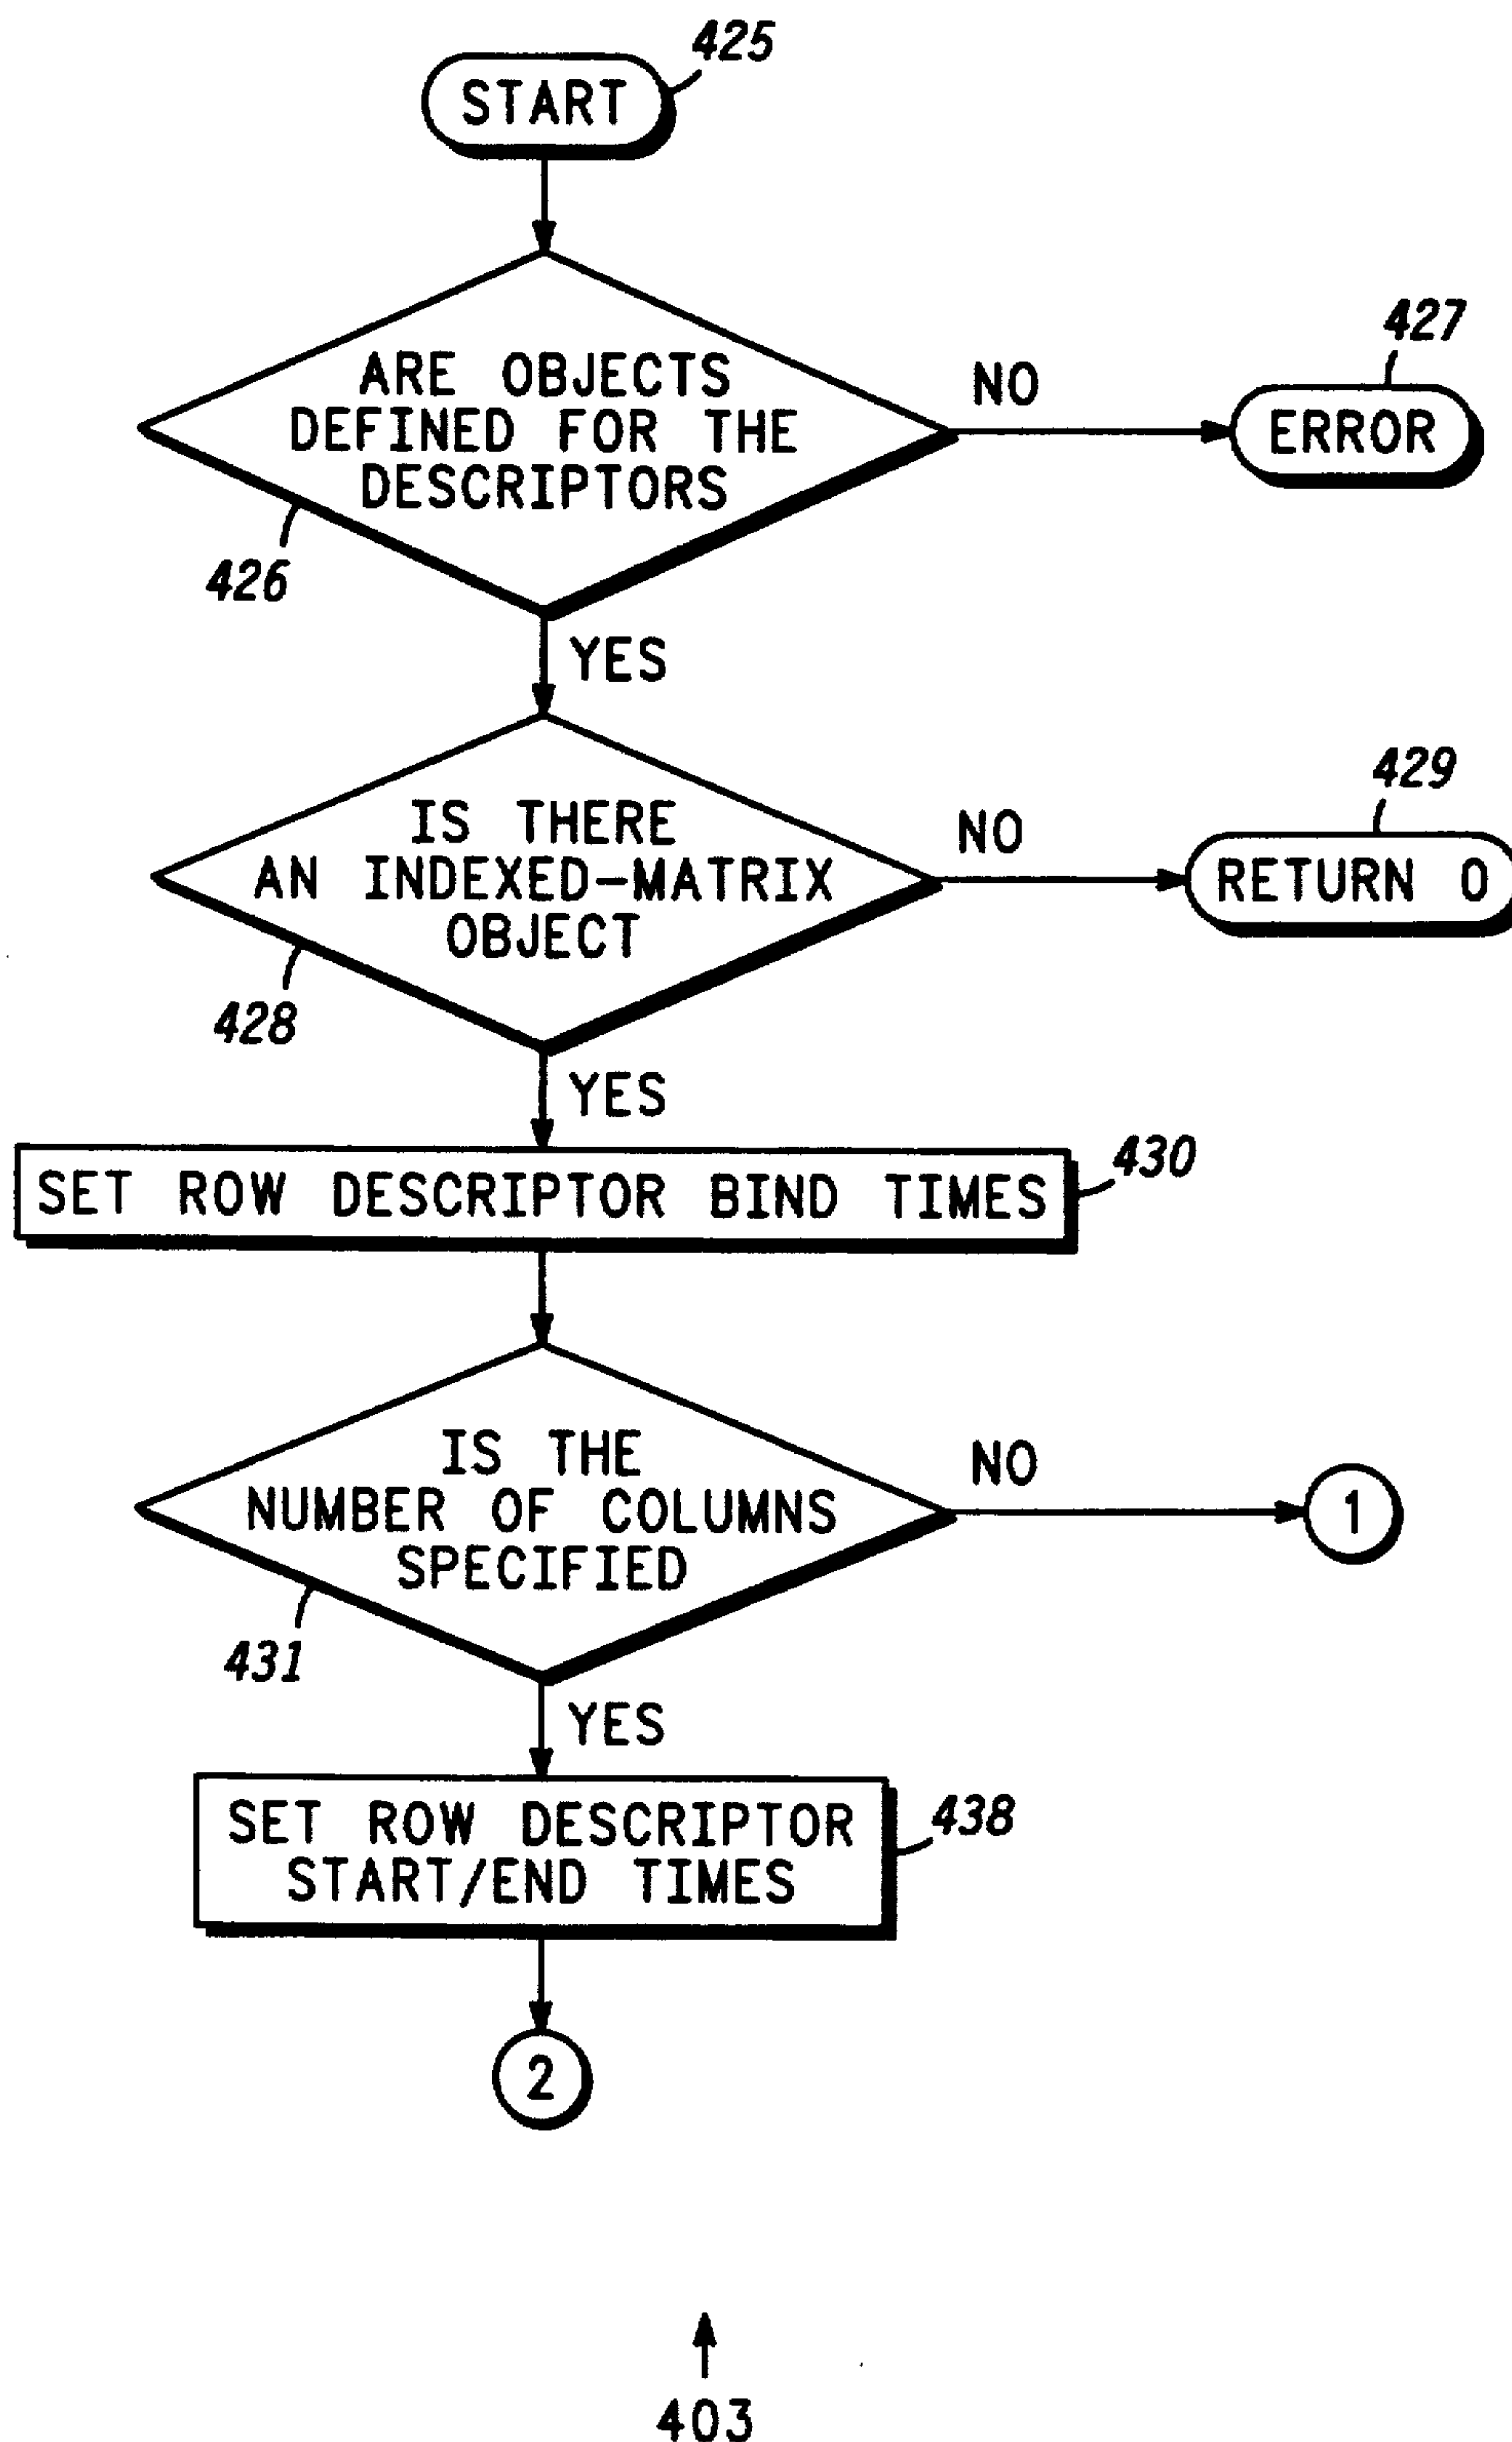 425
START
ARE OBJECTS
DEFINED FOR THE
DESCRIPTORS
NO
427
ERROR
426
YES
IS THERE
AN INDEXED-MATRIX
OBJECT
NO
429
RETURN 0
428
YES
SET ROW DESCRIPTOR BIND TIMES
430
IS THE
NUMBER OF COLUMNS
SPECIFIED
NO
1
431
YES
SET ROW DESCRIPTOR
START/END TIMES
438
2
403